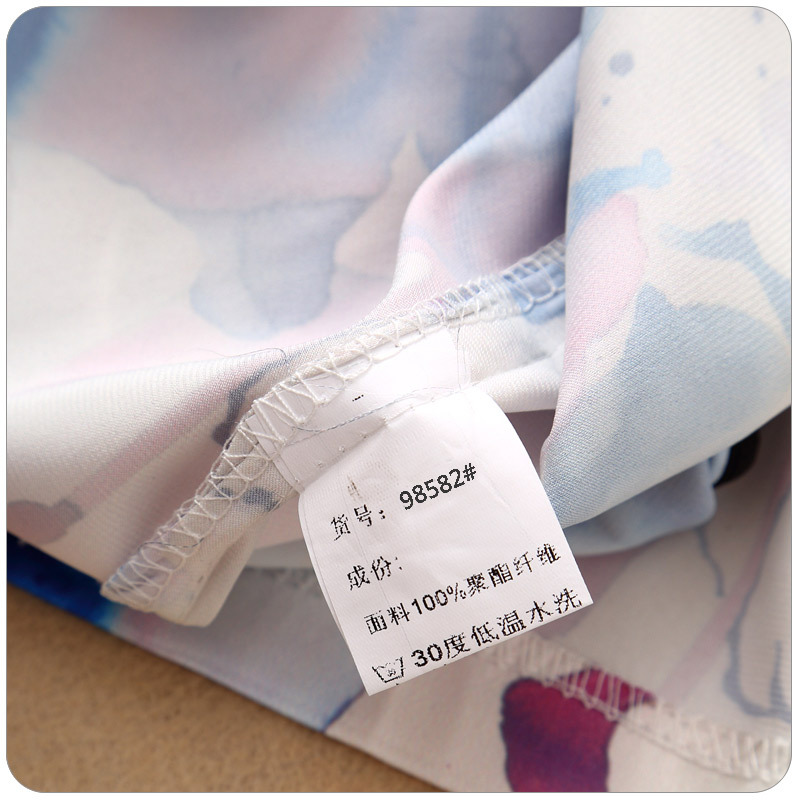 货号：98582#
成份：
面料100%聚酯纤维
30度低温水洗